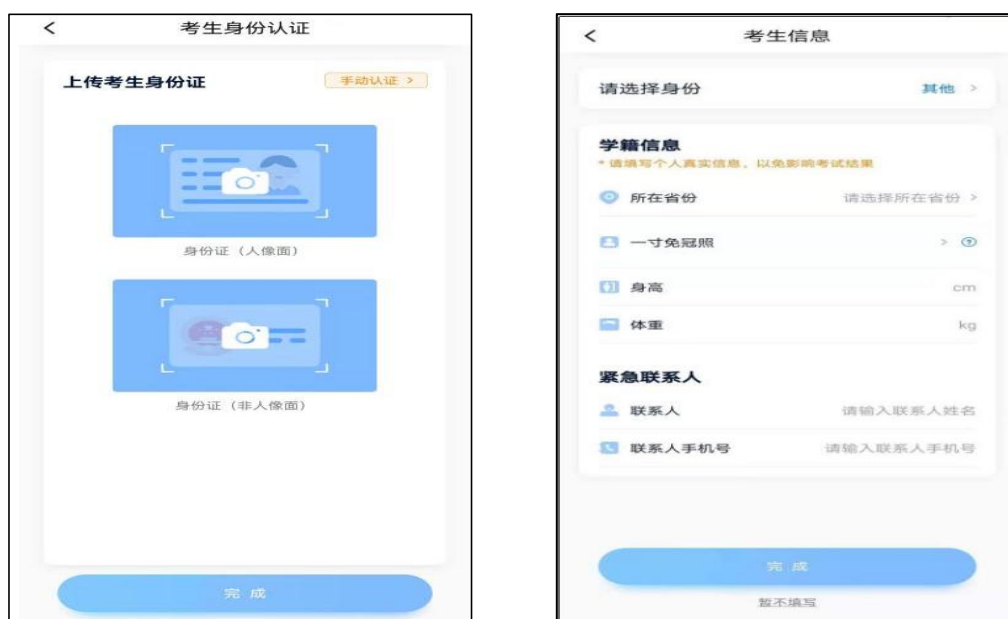 考生身份认证
上传考生身份证
手动认证 >
身份证（人像面）
身份证（非人像面）
完成
考生信息
请选择身份 其他 >
学籍信息
* 请填写个人真实信息，以免影响考试结果
所在省份 请选择所在省份 >
一寸免冠照 >
身高 cm
体重 kg
紧急联系人
联系人 请输入联系人姓名
联系人手机号 请输入联系人手机号
完成
暂不填写